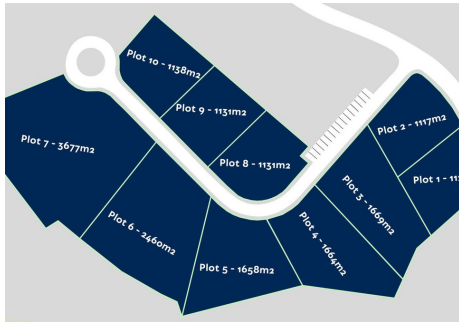 Plot 10 - 1138m2
Plot 9 - 1131m2
Plot 8 - 1131m2
Plot 7 - 3677m2
Plot 6 - 2460m2
Plot 5 - 1658m2
Plot 4 - 1664m2
Plot 3 - 1669m2
Plot 2 - 1117m2
Plot 1 -